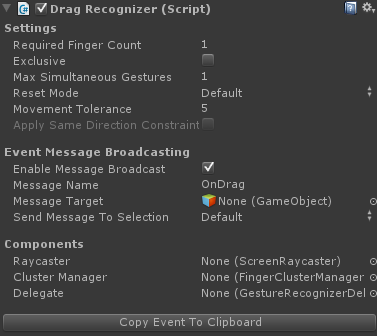 Drag Recognizer (Script)
Settings
Required Finger Count 1
Exclusive
Max Simultaneous Gestures 1
Reset Mode Default
Movement Tolerance 5
Apply Same Direction Constraint
Event Message Broadcasting
Enable Message Broadcast
Message Name OnDrag
Message Target None (GameObject)
Send Message To Selection Default
Components
Raycaster None (ScreenRaycaster)
Cluster Manager None (FingerClusterManager
Delegate None (GestureRecognizerDel
Copy Event To Clipboard